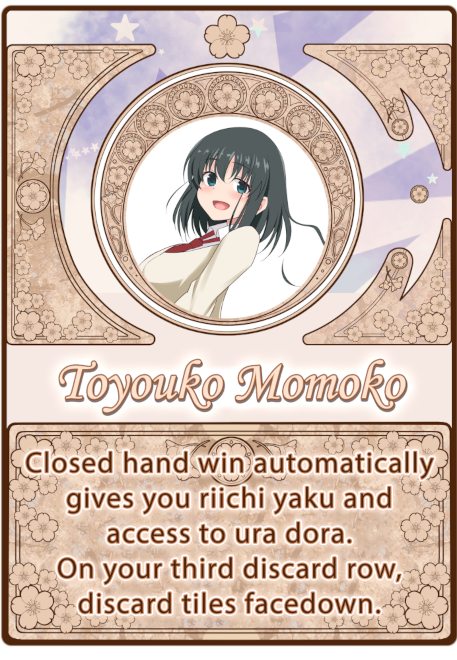 Toyouko Momoko
Closed hand win automatically
gives you riichi yaku and
access to ura dora.
On your third discard row,
discard tiles facedown.